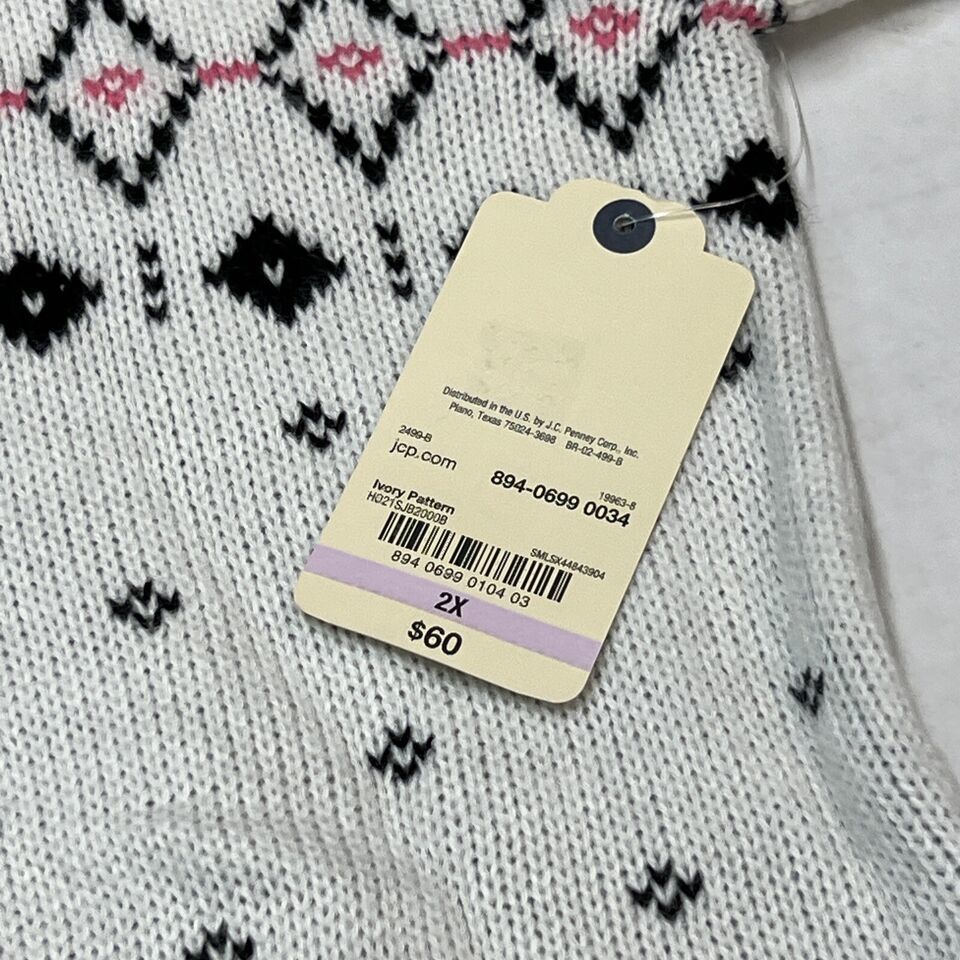 Distributed in the U.S. by J.C. Penney Corp., Inc.
Plano, Texas 75024-3698 BR-02-499-B
2499-B
jcp.com
19963-8
894-0699 0034
Ivory Pattern
HO21SJB2000B
SMLSX44843904
894 0699 0104 03
2X
$60